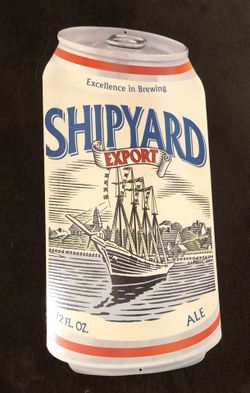 Excellence in Brewing
SHIPYARD
EXPORT
12 FL. OZ.
ALE